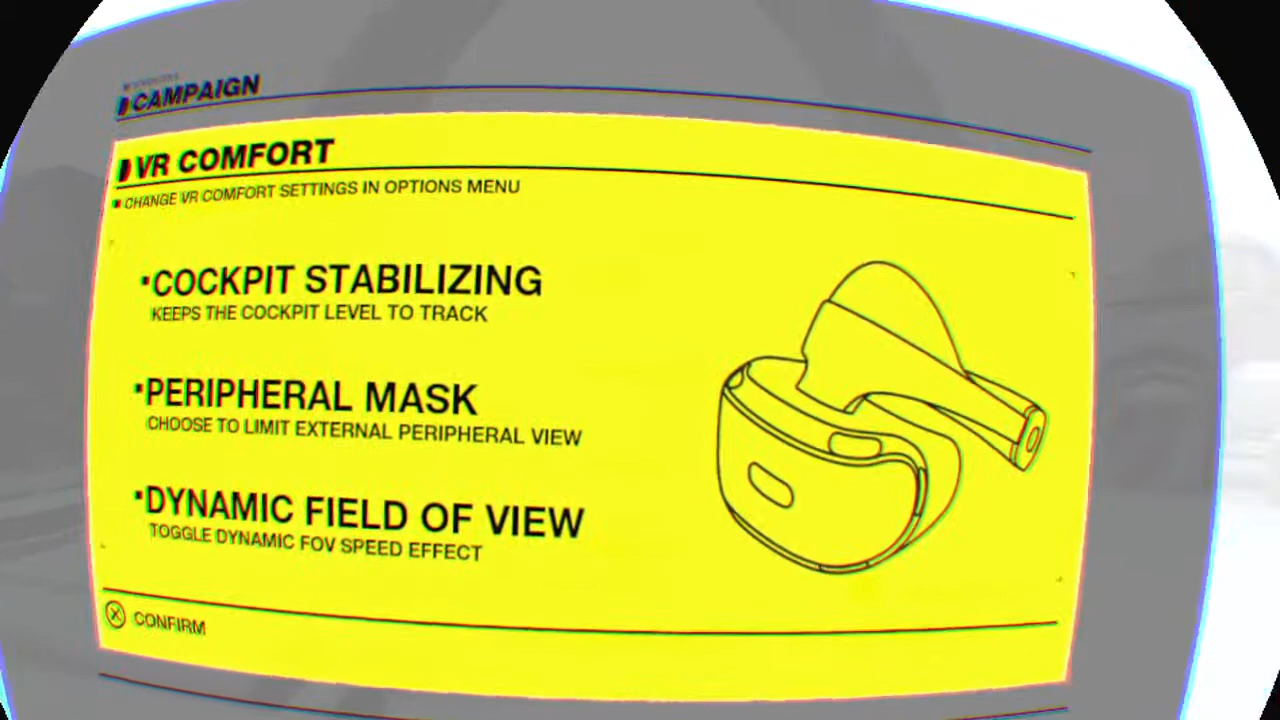 CAMPAIGN
VR COMFORT
CHANGE VR COMFORT SETTINGS IN OPTIONS MENU
COCKPIT STABILIZING
KEEPS THE COCKPIT LEVEL TO TRACK
PERIPHERAL MASK
CHOOSE TO LIMIT EXTERNAL PERIPHERAL VIEW
DYNAMIC FIELD OF VIEW
TOGGLE DYNAMIC FOV SPEED EFFECT
CONFIRM